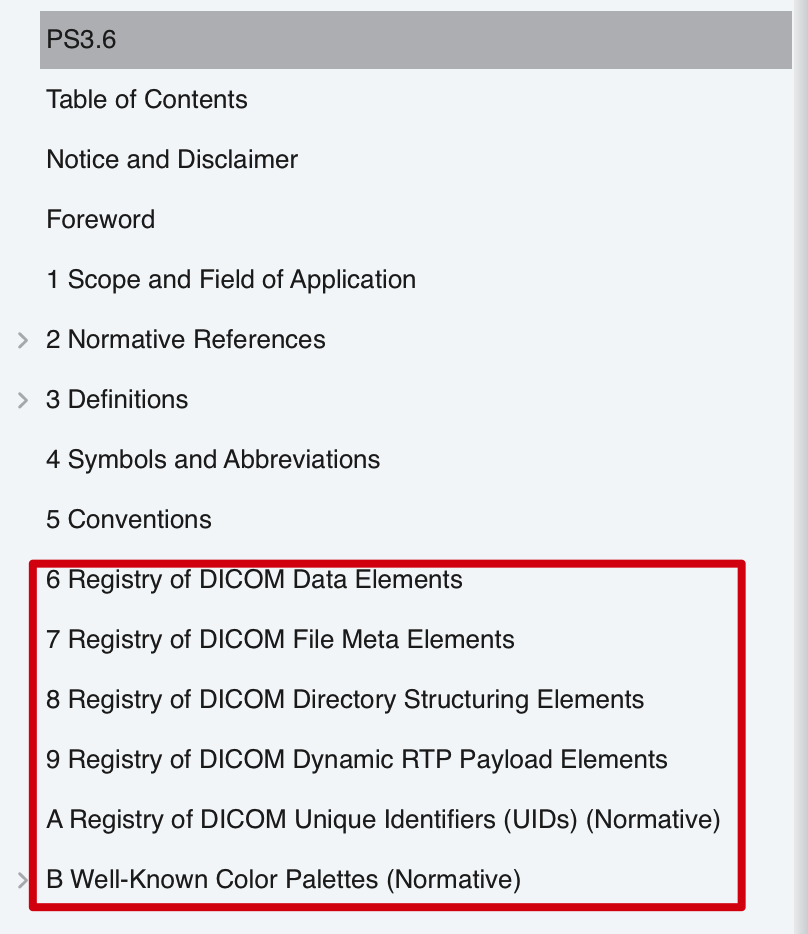 PS3.6
Table of Contents
Notice and Disclaimer
Foreword
1 Scope and Field of Application
2 Normative References
3 Definitions
4 Symbols and Abbreviations
5 Conventions
6 Registry of DICOM Data Elements
7 Registry of DICOM File Meta Elements
8 Registry of DICOM Directory Structuring Elements
9 Registry of DICOM Dynamic RTP Payload Elements
A Registry of DICOM Unique Identifiers (UIDs) (Normative)
B Well-Known Color Palettes (Normative)